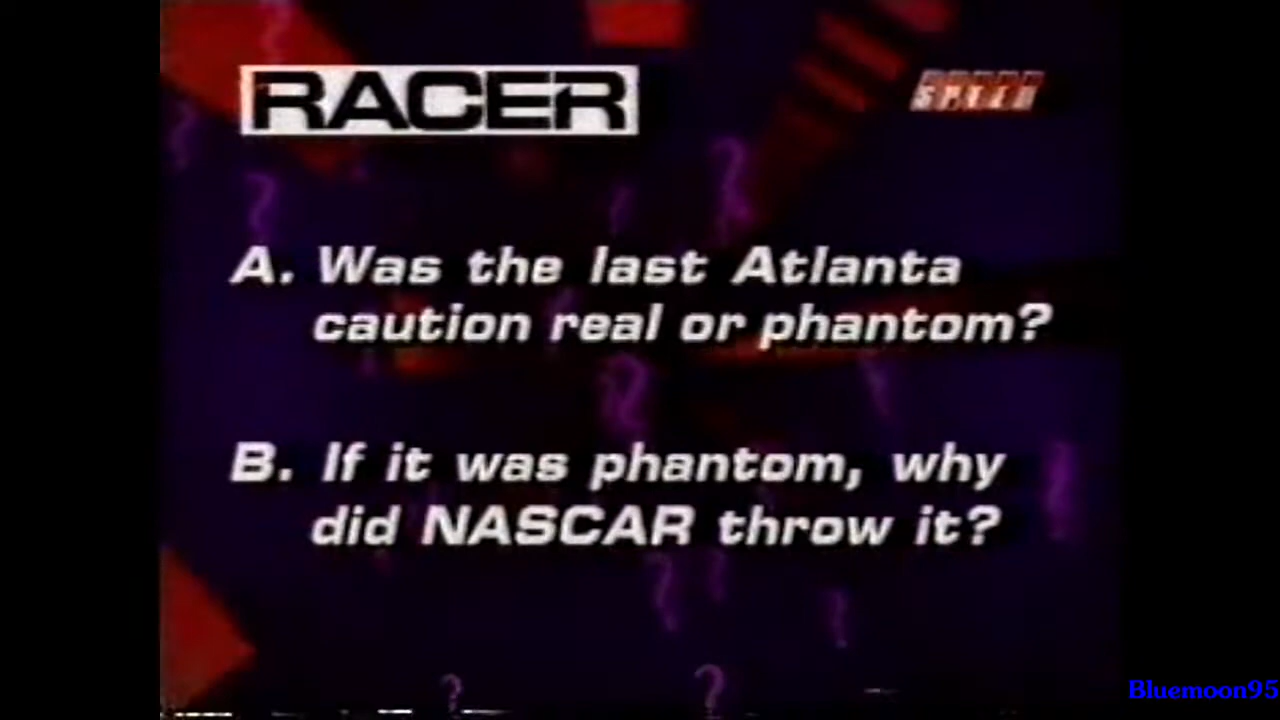 RACER
SPEED
A. Was the last Atlanta
caution real or phantom?
B. If it was phantom, why
did NASCAR throw it?
Bluemoon95